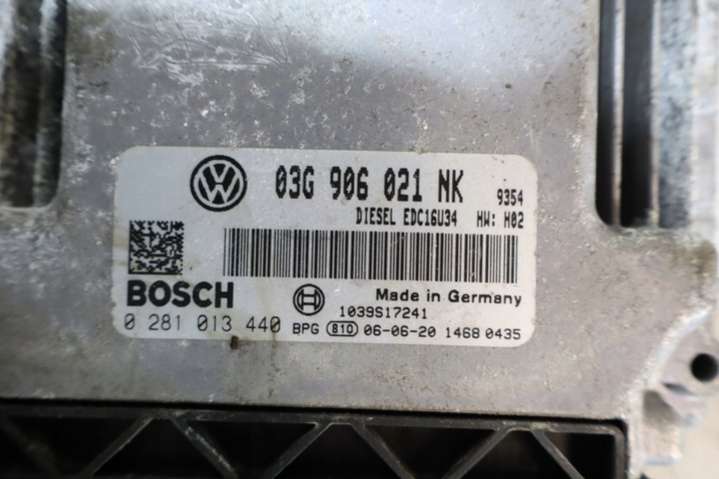 03G 906 021 NK 9354
DIESEL EDC16U34 HW: H02
BOSCH Made in Germany
1039S17241
0 281 013 440 BPG 810 06-06-20 1468 0435